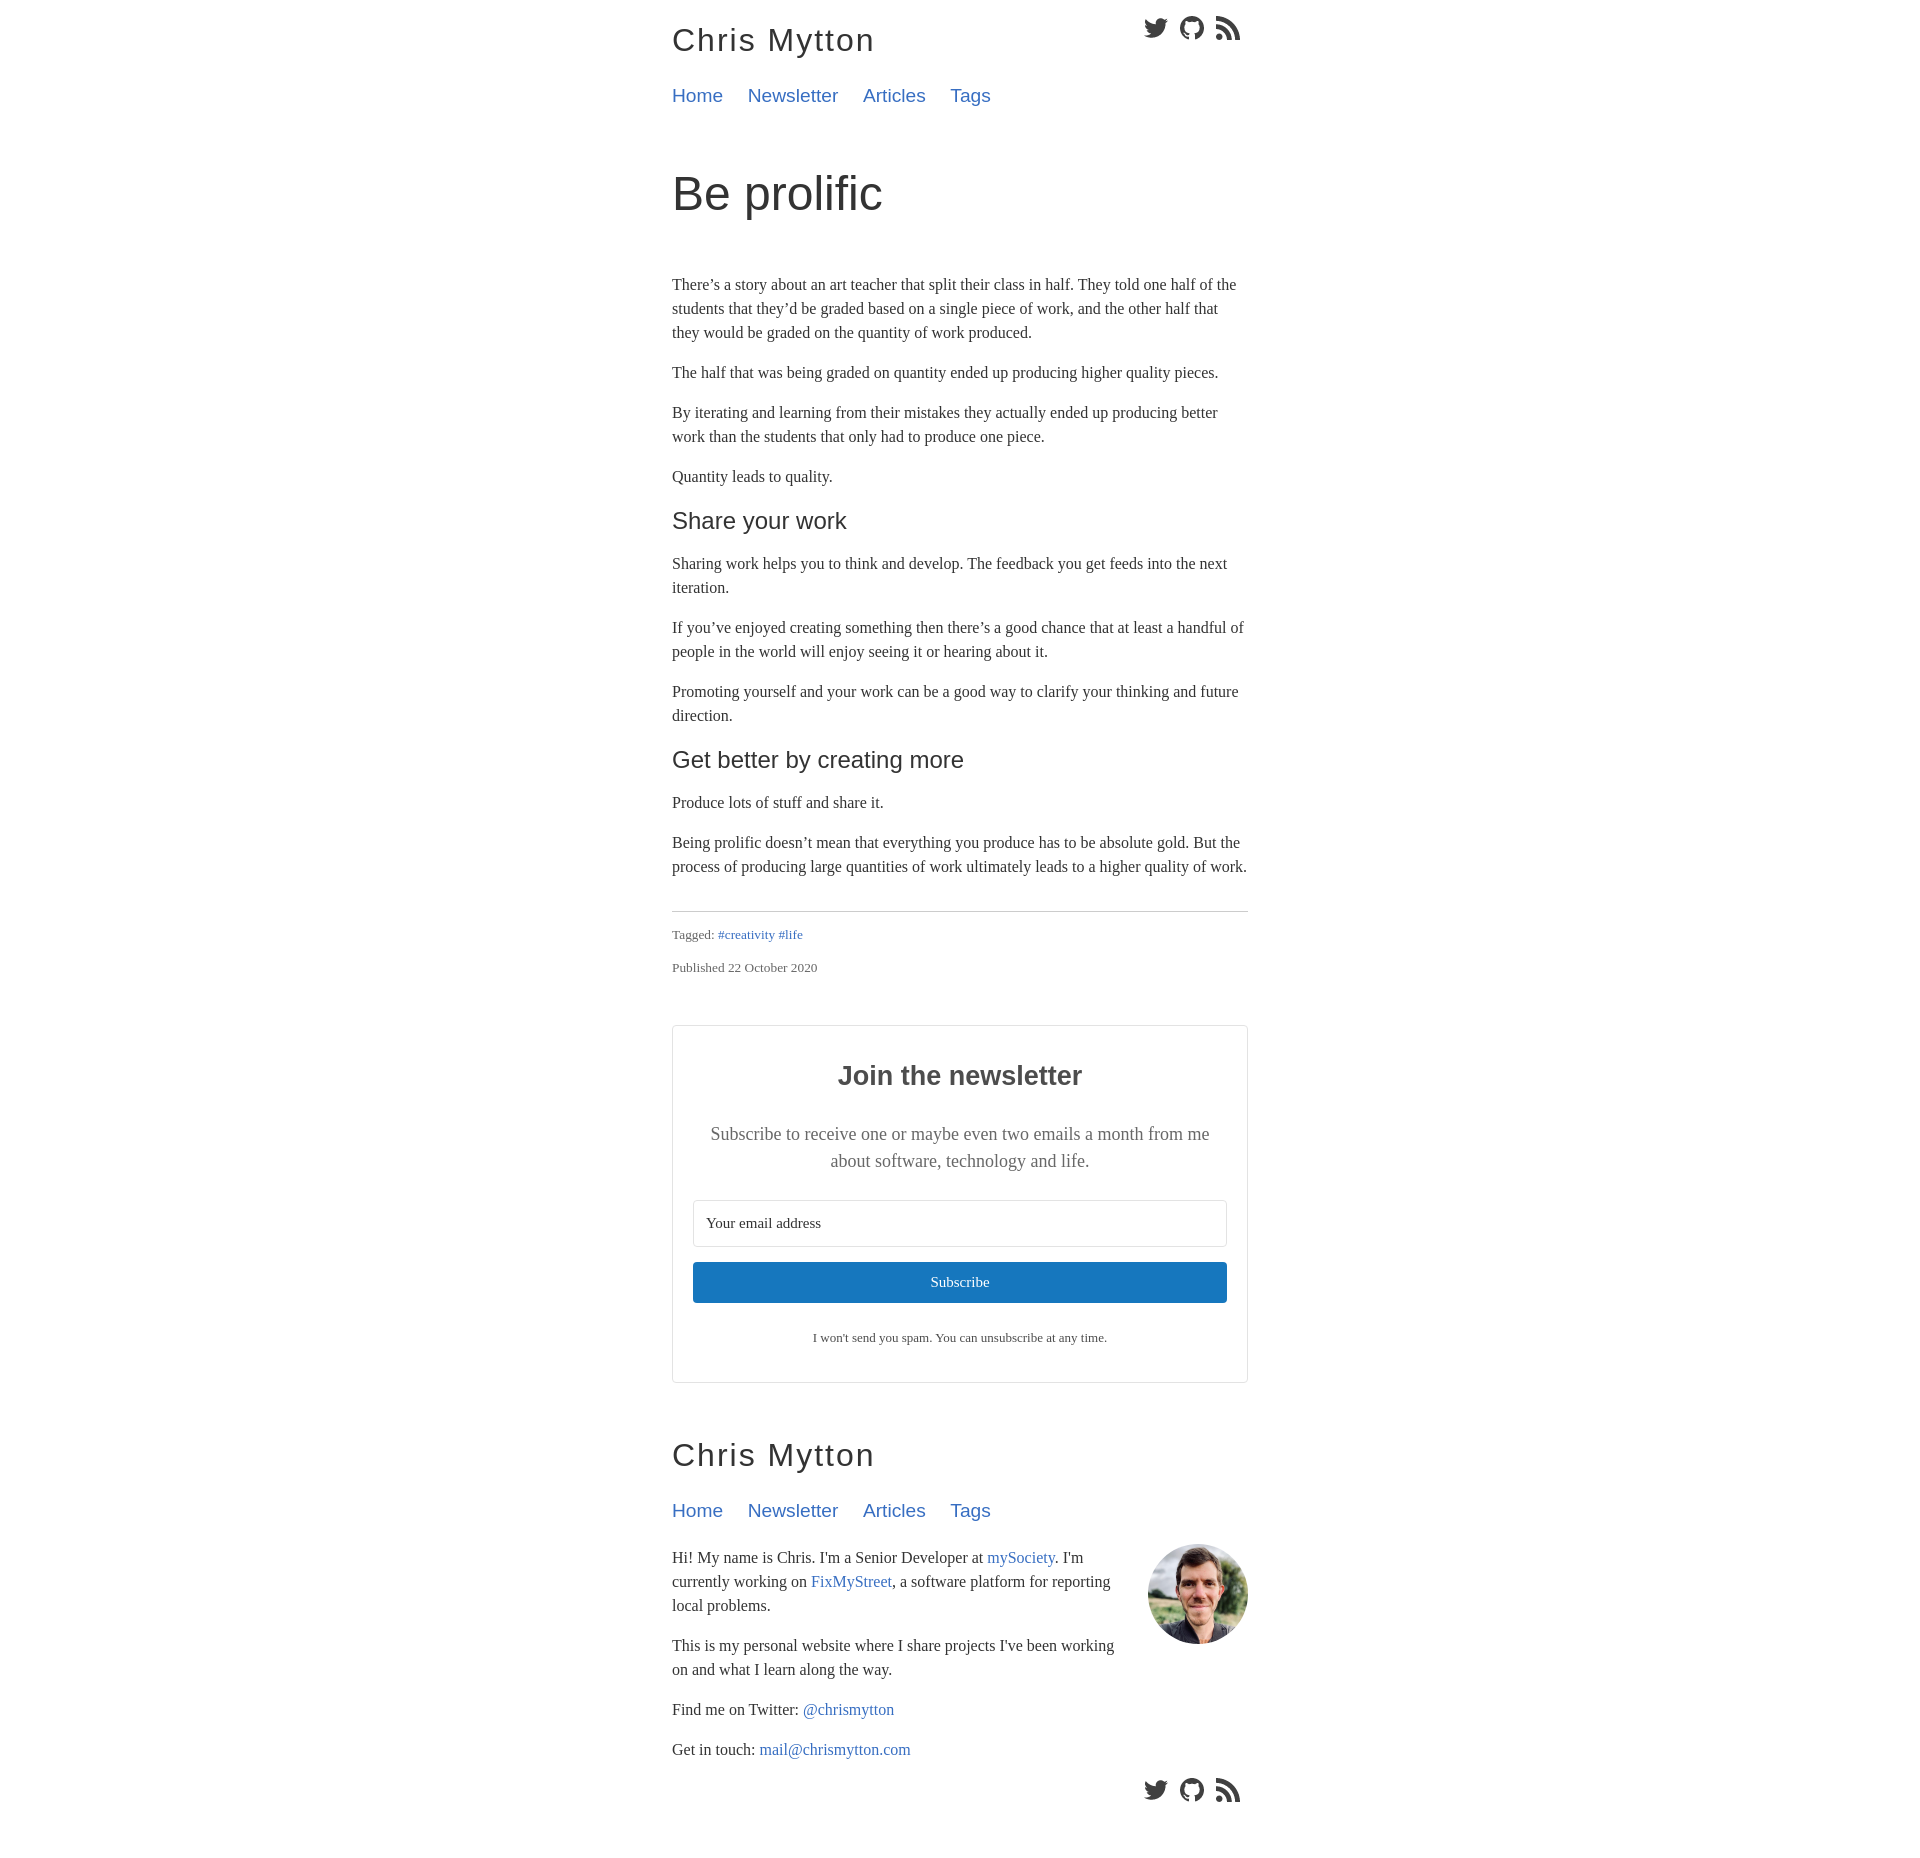 Chris Mytton
Home Newsletter Articles Tags
Be prolific
There’s a story about an art teacher that split their class in half. They told one half of the
students that they’d be graded based on a single piece of work, and the other half that
they would be graded on the quantity of work produced.
The half that was being graded on quantity ended up producing higher quality pieces.
By iterating and learning from their mistakes they actually ended up producing better
work than the students that only had to produce one piece.
Quantity leads to quality.
Share your work
Sharing work helps you to think and develop. The feedback you get feeds into the next
iteration.
If you’ve enjoyed creating something then there’s a good chance that at least a handful of
people in the world will enjoy seeing it or hearing about it.
Promoting yourself and your work can be a good way to clarify your thinking and future
direction.
Get better by creating more
Produce lots of stuff and share it.
Being prolific doesn’t mean that everything you produce has to be absolute gold. But the
process of producing large quantities of work ultimately leads to a higher quality of work.
Tagged: #creativity #life
Published 22 October 2020
Join the newsletter
Subscribe to receive one or maybe even two emails a month from me
about software, technology and life.
Your email address
Subscribe
I won't send you spam. You can unsubscribe at any time.
Chris Mytton
Home Newsletter Articles Tags
Hi! My name is Chris. I'm a Senior Developer at mySociety. I'm
currently working on FixMyStreet, a software platform for reporting
local problems.
This is my personal website where I share projects I've been working
on and what I learn along the way.
Find me on Twitter: @chrismytton
Get in touch: mail@chrismytton.com